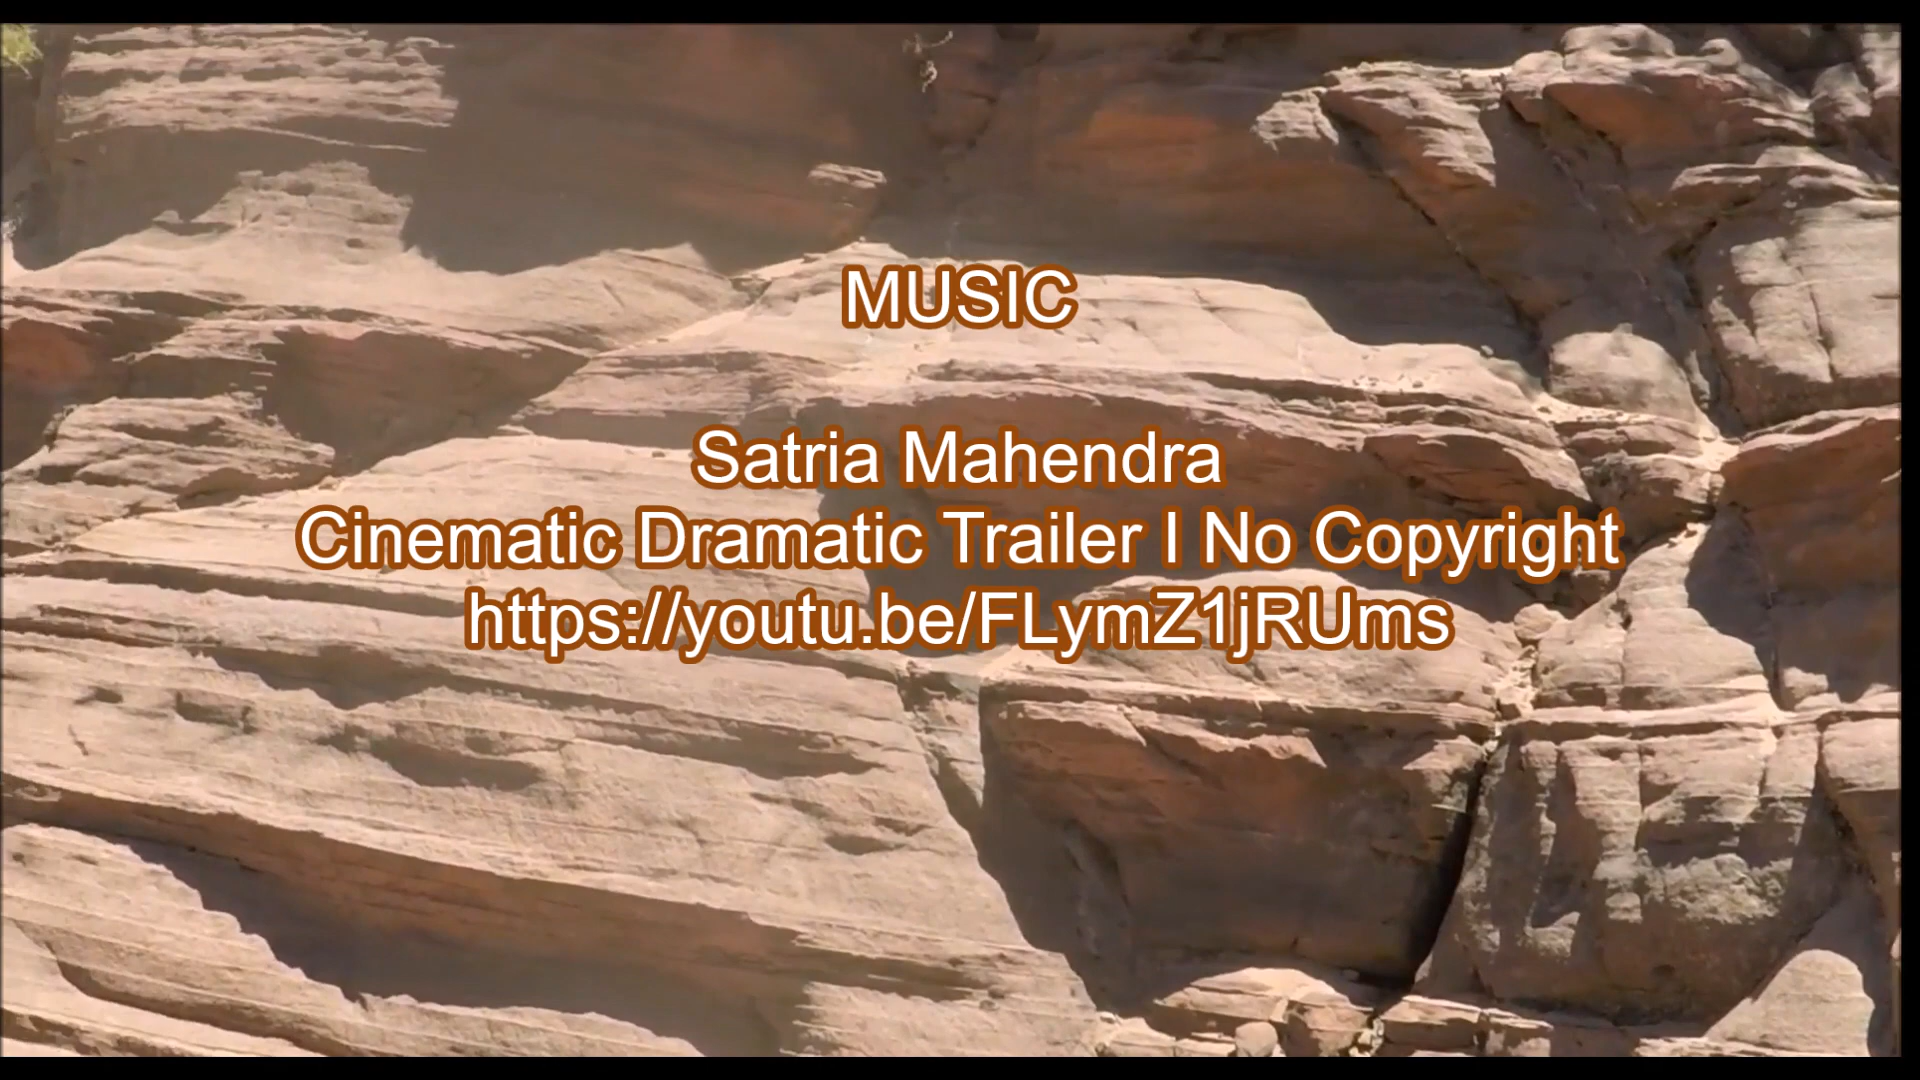 MUSIC
Satria Mahendra
Cinematic Dramatic Trailer I No Copyright
https://youtu.be/FLymZ1jRUms